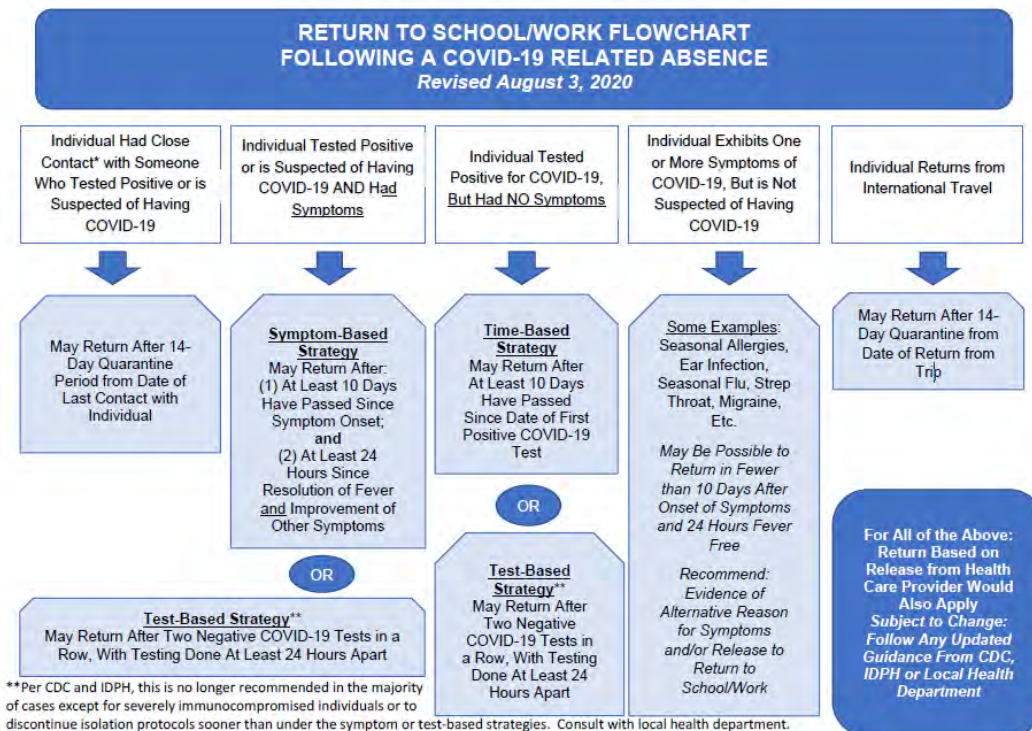 RETURN TO SCHOOL/WORK FLOWCHART
FOLLOWING A COVID-19 RELATED ABSENCE
Revised August 3, 2020
Individual Had Close
Contact* with Someone
Who Tested Positive or is
Suspected of Having
COVID-19
Individual Tested Positive
or is Suspected of Having
COVID-19 AND Had
Symptoms
Individual Tested
Positive for COVID-19,
But Had NO Symptoms
Individual Exhibits One
or More Symptoms of
COVID-19, But is Not
Suspected of Having
COVID-19
Individual Returns from
International Travel
May Return After 14-
Day Quarantine
Period from Date of
Last Contact with
Individual
Symptom-Based
Strategy
May Return After:
(1) At Least 10 Days
Have Passed Since
Symptom Onset;
and
(2) At Least 24
Hours Since
Resolution of Fever
and Improvement of
Other Symptoms
OR
Test-Based Strategy**
May Return After Two Negative COVID-19 Tests in a
Row, With Testing Done At Least 24 Hours Apart
Time-Based
Strategy
May Return After
At Least 10 Days
Have Passed
Since Date of First
Positive COVID-19
Test
OR
Test-Based
Strategy**
May Return After
Two Negative
COVID-19 Tests in
a Row, With Testing
Done At Least 24
Hours Apart
Some Examples:
Seasonal Allergies,
Ear Infection,
Seasonal Flu, Strep
Throat, Migraine,
Etc.
May Be Possible to
Return in Fewer
than 10 Days After
Onset of Symptoms
and 24 Hours Fever
Free
Recommend:
Evidence of
Alternative Reason
for Symptoms
and/or Release to
Return to
School/Work
May Return After 14-
Day Quarantine from
Date of Return from
Trip
For All of the Above:
Return Based on
Release from Health
Care Provider Would
Also Apply
Subject to Change:
Follow Any Updated
Guidance From CDC,
IDPH or Local Health
Department
**Per CDC and IDPH, this is no longer recommended in the majority
of cases except for severely immunocompromised individuals or to
discontinue isolation protocols sooner than under the symptom or test-based strategies. Consult with local health department.